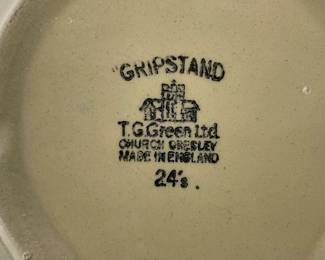 "GRIPSTAND
T.G.Green Ltd.
CHURCH GRESLEY
MADE IN ENGLAND
24's.